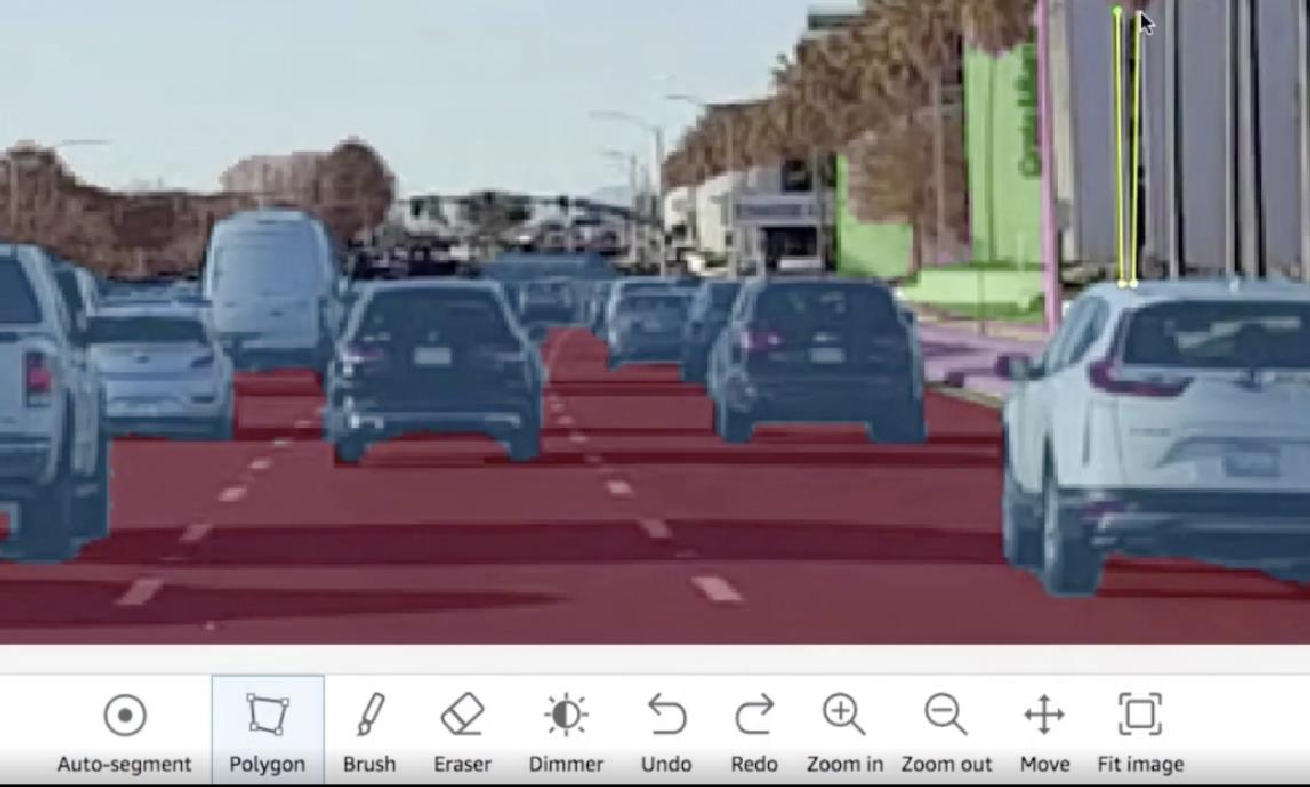 Auto-segment
Polygon
Brush
Eraser
Dimmer
Undo
Redo
Zoom in
Zoom out
Move
Fit image